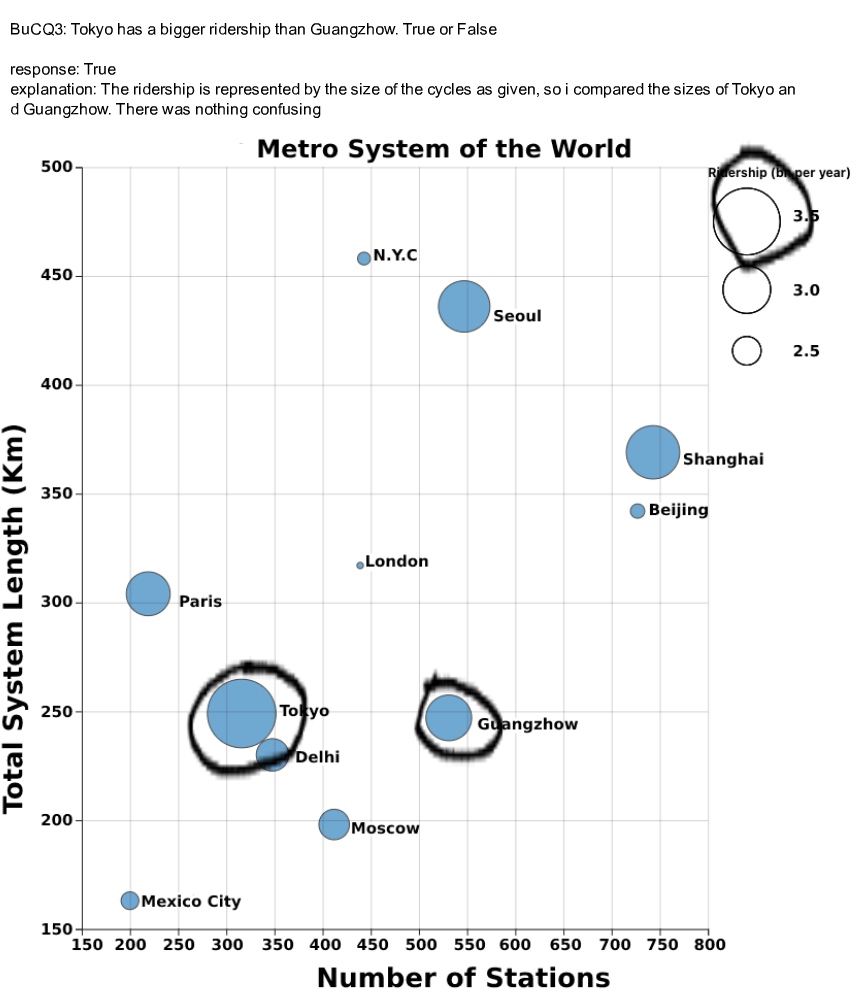 BuCQ3: Tokyo has a bigger ridership than Guangzhow. True or False
response: True
explanation: The ridership is represented by the size of the cycles as given, so i compared the sizes of Tokyo an
d Guangzhow. There was nothing confusing
Metro System of the World
Ridership (bn per year)
3.5
3.0
2.5
500
450
400
350
300
250
200
150
Total System Length (Km)
N.Y.C
Seoul
Shanghai
Beijing
London
Paris
Tokyo
Guangzhow
Delhi
Moscow
Mexico City
150 200 250 300 350 400 450 500 550 600 650 700 750 800
Number of Stations